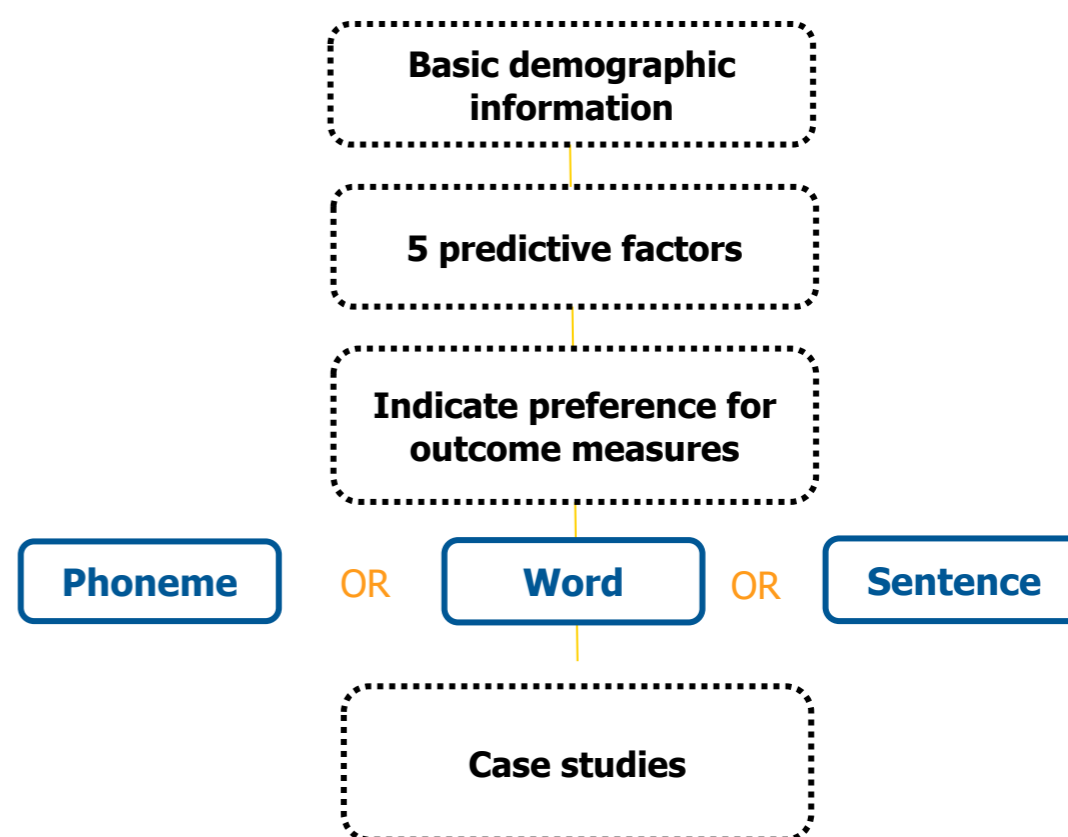 Basic demographic
information
5 predictive factors
Indicate preference for
outcome measures
Phoneme OR Word OR Sentence
Case studies